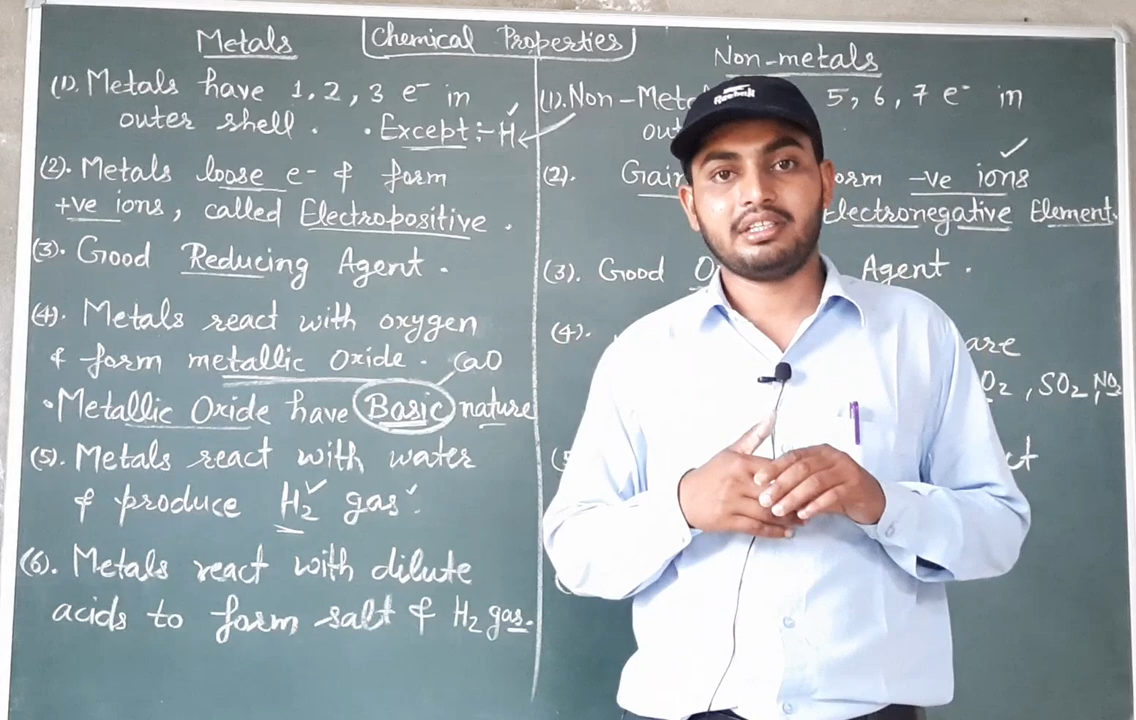 Chemical Properties
Metals
(1). Metals have 1, 2, 3 e⁻ in
outer shell. . Except :- H
(2). Metals loose e- & form
+ve ions, called Electropositive.
(3). Good Reducing Agent.
(4). Metals react with oxygen
& form metallic Oxide. CaO
• Metallic Oxide have Basic nature
(5). Metals react with water
& produce H₂ gas.
(6). Metals react with dilute
acids to form salt & H₂ gas.
Non-metals
(1). Non-Met 5, 6, 7 e⁻ in
(2). Gain -ve ions
Electronegative Element.
(3). Good Agent.
(4). are
SO₂, NO₂